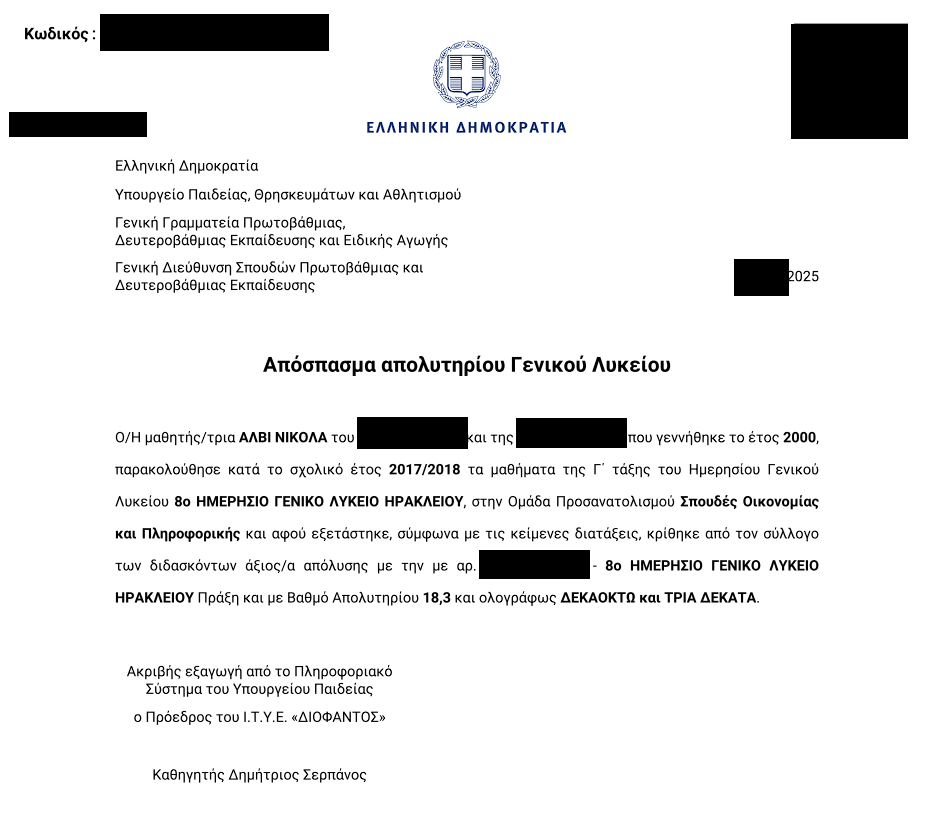 Κωδικός :
ΕΛΛΗΝΙΚΗ ΔΗΜΟΚΡΑΤΙΑ
Ελληνική Δημοκρατία
Υπουργείο Παιδείας, Θρησκευμάτων και Αθλητισμού
Γενική Γραμματεία Πρωτοβάθμιας,
Δευτεροβάθμιας Εκπαίδευσης και Ειδικής Αγωγής
Γενική Διεύθυνση Σπουδών Πρωτοβάθμιας και
Δευτεροβάθμιας Εκπαίδευσης
2025
Απόσπασμα απολυτηρίου Γενικού Λυκείου
Ο/Η μαθητής/τρια ΑΛΒΙ ΝΙΚΟΛΑ του και της που γεννήθηκε το έτος 2000,
παρακολούθησε κατά το σχολικό έτος 2017/2018 τα μαθήματα της Γ΄ τάξης του Ημερησίου Γενικού
Λυκείου 8ο ΗΜΕΡΗΣΙΟ ΓΕΝΙΚΟ ΛΥΚΕΙΟ ΗΡΑΚΛΕΙΟΥ, στην Ομάδα Προσανατολισμού Σπουδές Οικονομίας
και Πληροφορικής και αφού εξετάστηκε, σύμφωνα με τις κείμενες διατάξεις, κρίθηκε από τον σύλλογο
των διδασκόντων άξιος/α απόλυσης με την με αρ. - 8ο ΗΜΕΡΗΣΙΟ ΓΕΝΙΚΟ ΛΥΚΕΙΟ
ΗΡΑΚΛΕΙΟΥ Πράξη και με Βαθμό Απολυτηρίου 18,3 και ολογράφως ΔΕΚΑΟΚΤΩ και ΤΡΙΑ ΔΕΚΑΤΑ.
Ακριβής εξαγωγή από το Πληροφοριακό
Σύστημα του Υπουργείου Παιδείας
ο Πρόεδρος του Ι.Τ.Υ.Ε. «ΔΙΟΦΑΝΤΟΣ»
Καθηγητής Δημήτριος Σερπάνος